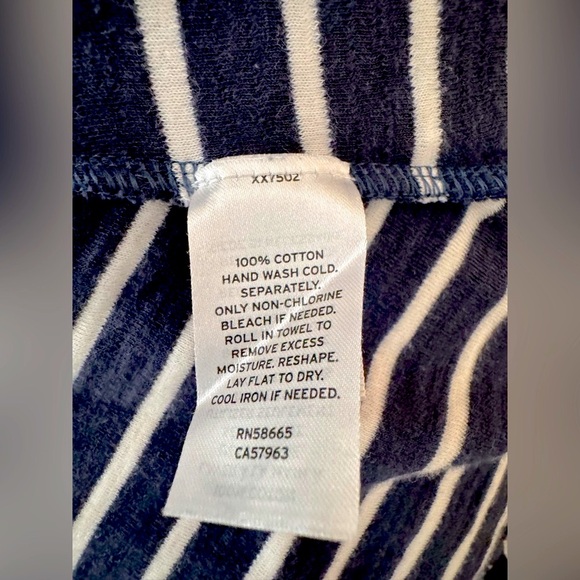 XXY502
100% COTTON
HAND WASH COLD.
SEPARATELY.
ONLY NON-CHLORINE
BLEACH IF NEEDED.
ROLL IN TOWEL TO
REMOVE EXCESS
MOISTURE. RESHAPE.
LAY FLAT TO DRY.
COOL IRON IF NEEDED.
RN58665
CA57963